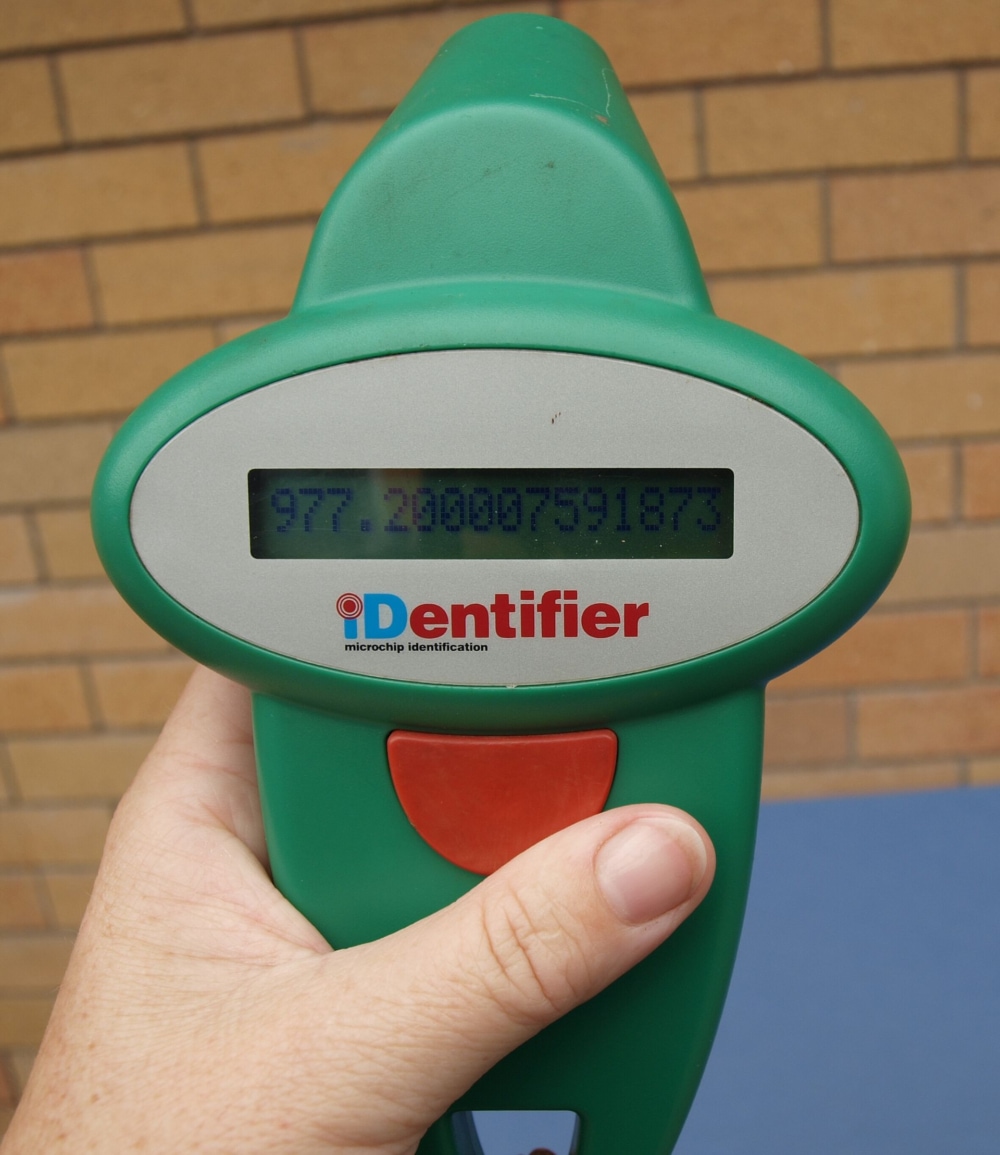 977.200007591873
iDentifier
microchip identification